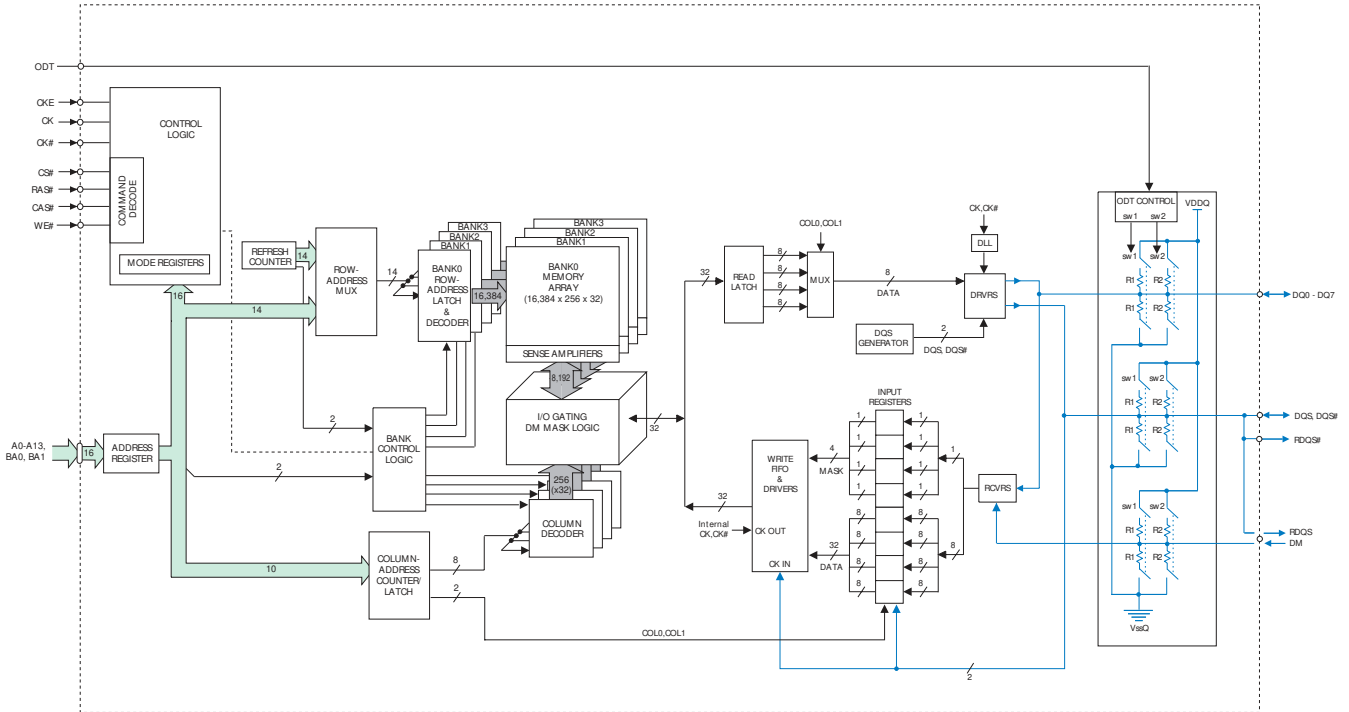 ODT
CKE
CK
CK#
CS#
RAS#
CAS#
WE#
CONTROL
LOGIC
COMMAND
DECODE
MODE REGISTERS
16
REFRESH
COUNTER
14
14
ROW-
ADDRESS
MUX
14
BANK3
BANK2
BANK1
BANK0
ROW-
ADDRESS
LATCH
&
DECODER
16,384
BANK3
BANK2
BANK1
BANK0
MEMORY
ARRAY
(16,384 x 256 x 32)
SENSE AMPLIFIERS
8,192
I/O GATING
DM MASK LOGIC
32
256
(x32)
COLUMN
DECODER
A0-A13,
BA0, BA1
16
ADDRESS
REGISTER
2
2
BANK
CONTROL
LOGIC
10
COLUMN-
ADDRESS
COUNTER/
LATCH
8
2
COL0,COL1
32
READ
LATCH
8
8
8
8
COL0,COL1
MUX
8
DATA
CK,CK#
DLL
DRVRS
DQS
GENERATOR
2
DQS, DQS#
INPUT
REGISTERS
1
1
1
1
1
1
1
1
1
4
MASK
WRITE
FIFO
&
DRIVERS
CK OUT
CK IN
32
Internal
CK,CK#
32
DATA
8
8
8
8
8
8
8
8
8
RCVRS
2
ODT CONTROL
sw1
sw2
VDDQ
sw1
sw2
R1
R2
R1
R2
sw1
sw2
R1
R2
R1
R2
sw1
sw2
R1
R2
R1
R2
VssQ
DQ0 - DQ7
DQS, DQS#
RDQS#
RDQS
DM